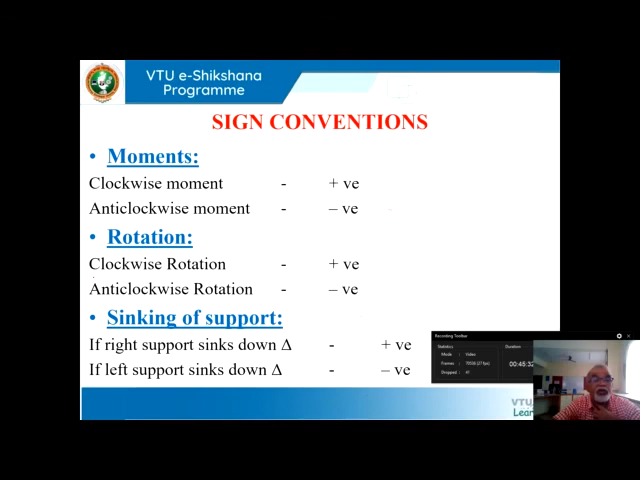 VTU e-Shikshana
Programme
SIGN CONVENTIONS
• Moments:
Clockwise moment - + ve
Anticlockwise moment - – ve
• Rotation:
Clockwise Rotation - + ve
Anticlockwise Rotation - – ve
• Sinking of support:
If right support sinks down Δ - + ve
If left support sinks down Δ - – ve
Recording Toolbar
Statistics
Duration
Mode : Video
00:45:32
Frames :
VTU
Lear